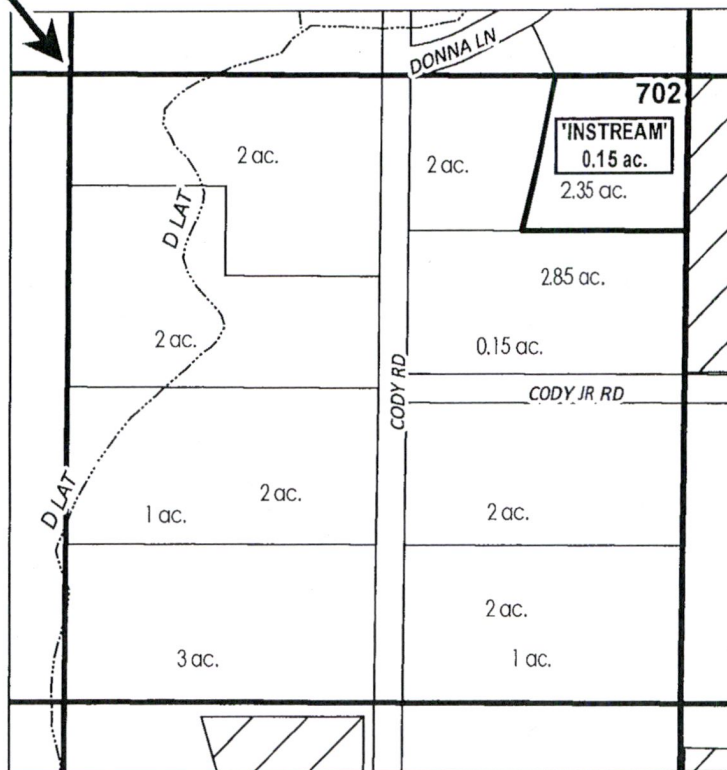 DONNA LN
702
'INSTREAM'
0.15 ac.
2.35 ac.
2 ac.
2 ac.
D LAT
2.85 ac.
2 ac.
0.15 ac.
CODY RD
CODY JR RD
D LAT
1 ac.
2 ac.
2 ac.
2 ac.
3 ac.
1 ac.